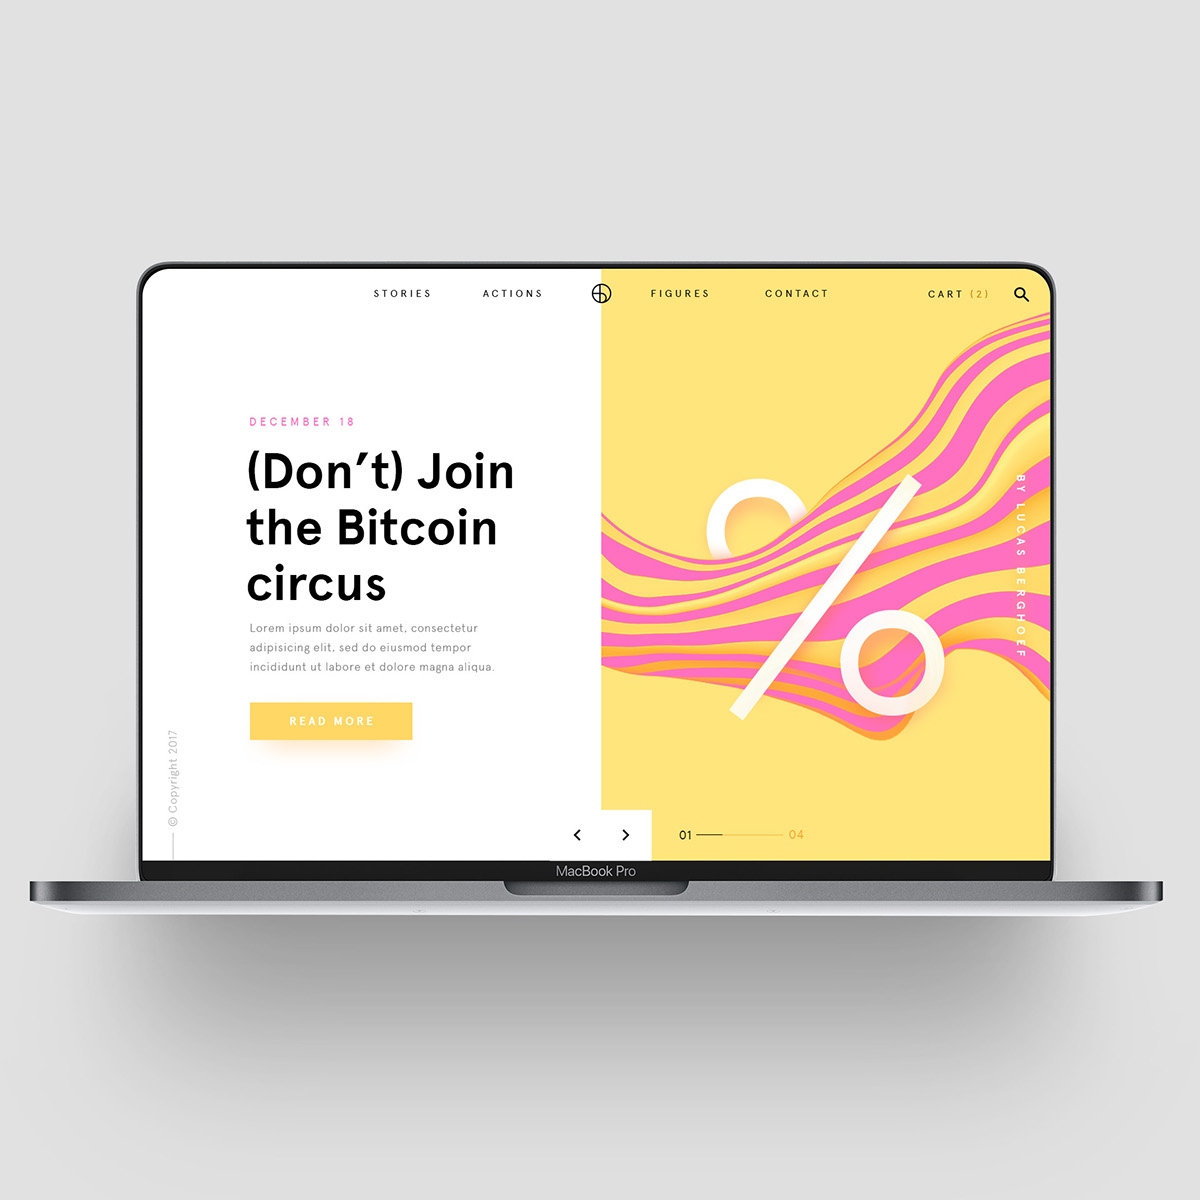 STORIES
ACTIONS
FIGURES
CONTACT
CART (2)
DECEMBER 18
(Don’t) Join
the Bitcoin
circus
Lorem ipsum dolor sit amet, consectetur
adipisicing elit, sed do eiusmod tempor
incididunt ut labore et dolore magna aliqua.
READ MORE
© Copyright 2017
%
BY LUCAS BERGHOEF
01
04
MacBook Pro